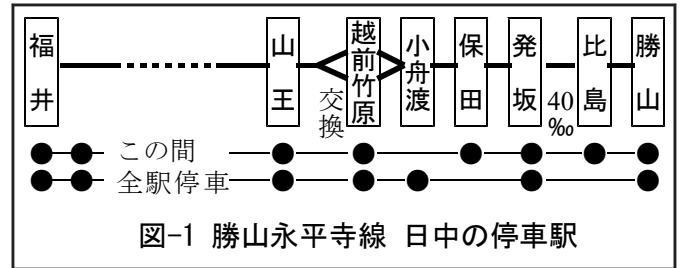 福井
山王
越前竹原
小舟渡
保田
発坂
比島
勝山
交換
40‰
この間
全駅停車
図-1 勝山永平寺線 日中の停車駅